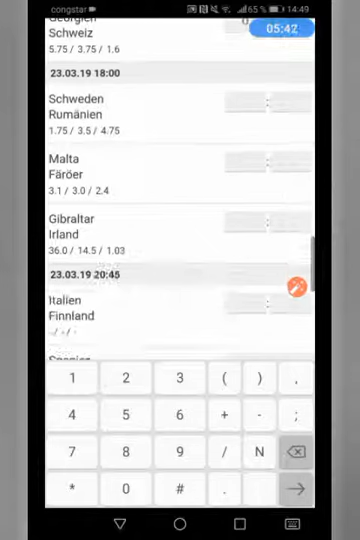 congstar 65 % 14:49
05:42
Georgien 0
Schweiz
5.75 / 3.75 / 1.6
23.03.19 18:00
Schweden
Rumänien :
1.75 / 3.5 / 4.75
Malta
Färöer :
3.1 / 3.0 / 2.4
Gibraltar
Irland :
36.0 / 14.5 / 1.03
23.03.19 20:45
Italien
Finnland :
-/ -/ -
1 2 3 ( ) ,
4 5 6 + - ;
7 8 9 / N
* 0 # .